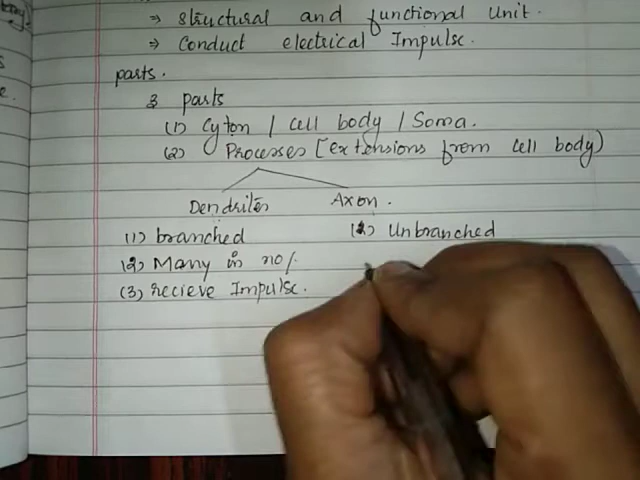 ⇒ Structural and functional Unit.
⇒ Conduct electrical Impulse.
parts.
3 parts
(1) Cyton / cell body / Soma.
(2) Processes [extensions from cell body)
Dendrites Axon.
(1) branched (1) Unbranched
(2) Many in no/.
(3) recieve Impulse.